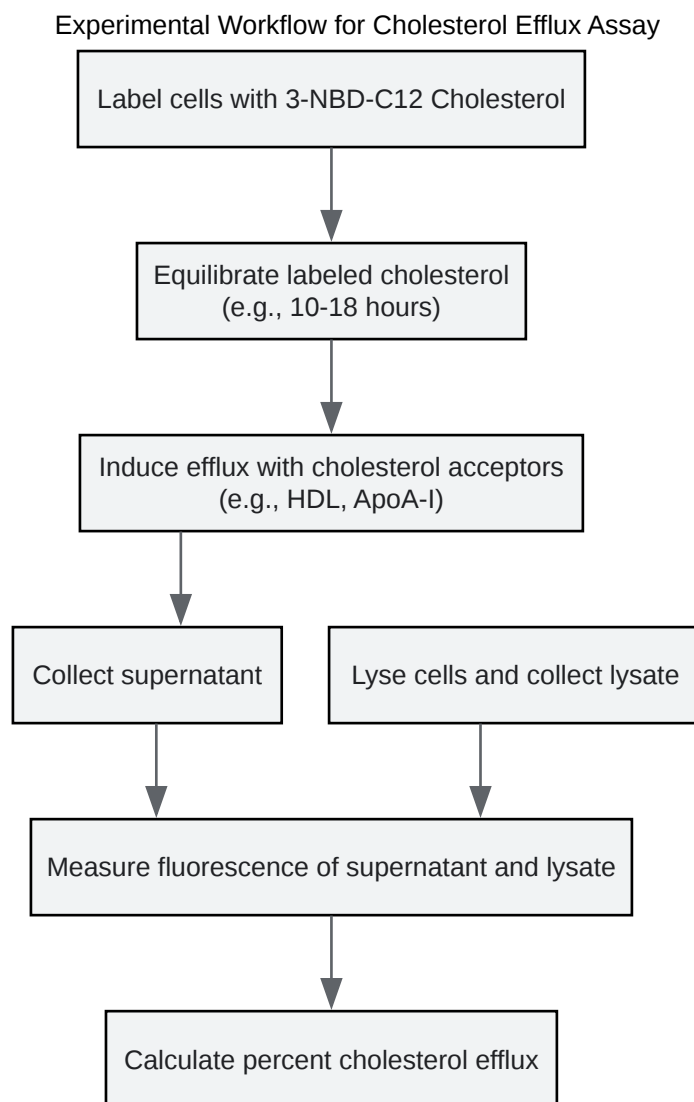 Experimental Workflow for Cholesterol Efflux Assay
Label cells with 3-NBD-C12 Cholesterol
Equilibrate labeled cholesterol
(e.g., 10-18 hours)
Induce efflux with cholesterol acceptors
(e.g., HDL, ApoA-I)
Collect supernatant
Lyse cells and collect lysate
Measure fluorescence of supernatant and lysate
Calculate percent cholesterol efflux